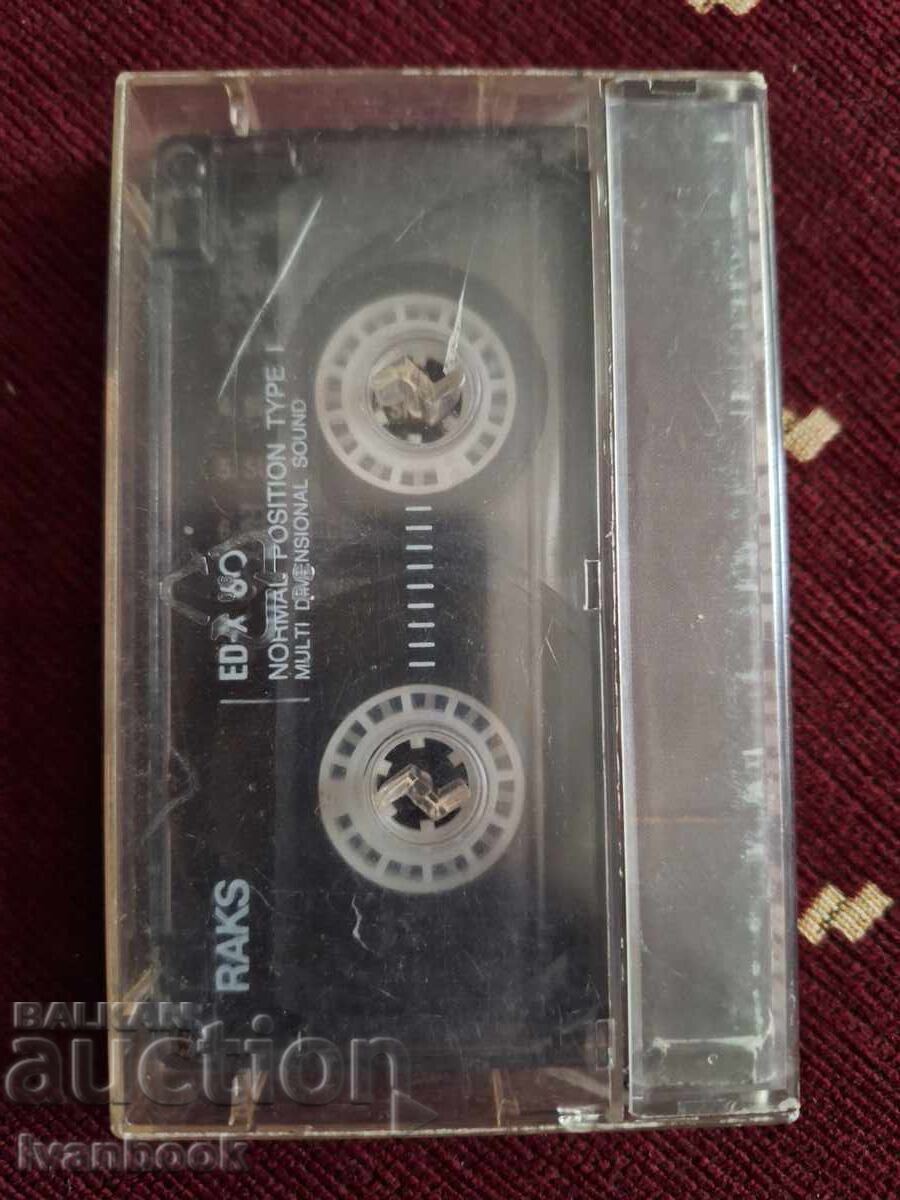 RAKS
ED-X 60
NORMAL POSITION TYPE I
MULTI DIMENSIONAL SOUND
BALKAN
auction
Ivanbook